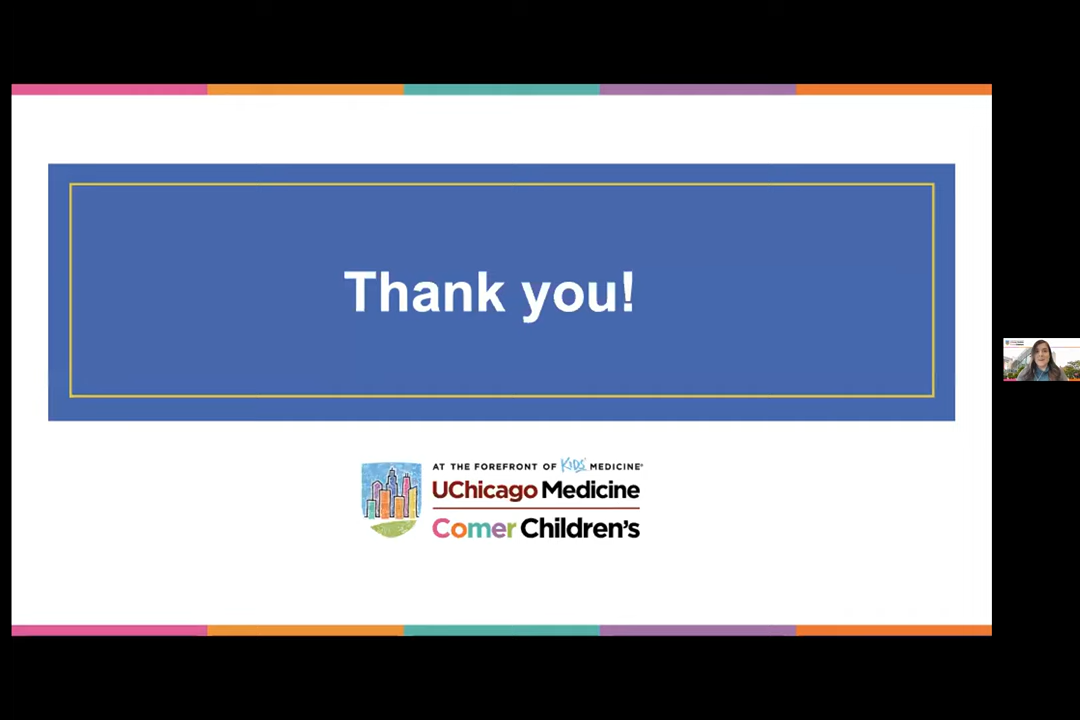 Thank you!
AT THE FOREFRONT OF KIDS' MEDICINE®
UChicago Medicine
Comer Children's